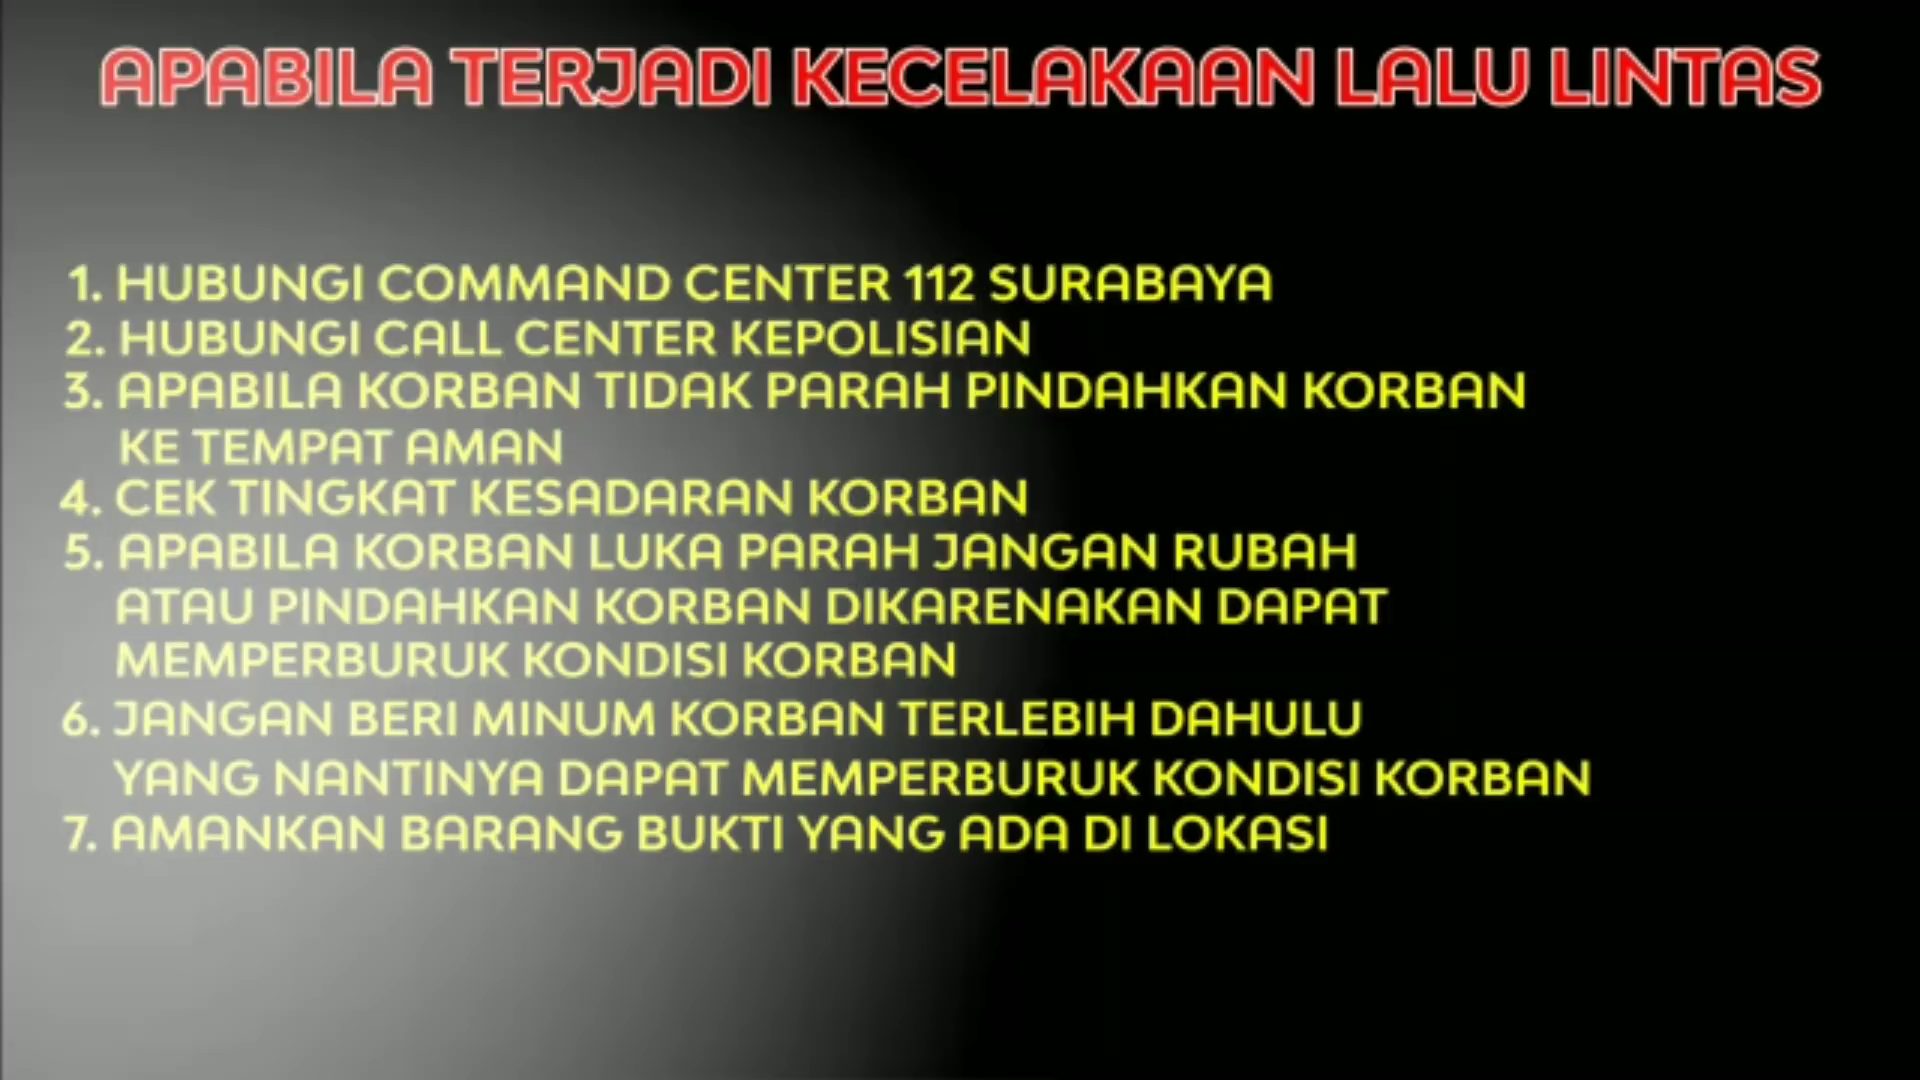 APABILA TERJADI KECELAKAAN LALU LINTAS
1. HUBUNGI COMMAND CENTER 112 SURABAYA
2. HUBUNGI CALL CENTER KEPOLISIAN
3. APABILA KORBAN TIDAK PARAH PINDAHKAN KORBAN
KE TEMPAT AMAN
4. CEK TINGKAT KESADARAN KORBAN
5. APABILA KORBAN LUKA PARAH JANGAN RUBAH
ATAU PINDAHKAN KORBAN DIKARENAKAN DAPAT
MEMPERBURUK KONDISI KORBAN
6. JANGAN BERI MINUM KORBAN TERLEBIH DAHULU
YANG NANTINYA DAPAT MEMPERBURUK KONDISI KORBAN
7. AMANKAN BARANG BUKTI YANG ADA DI LOKASI